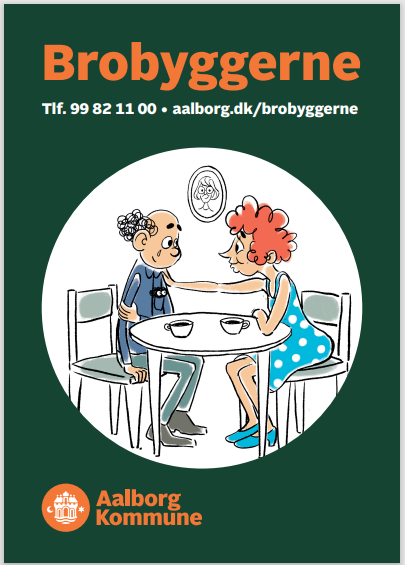 Brobyggerne
Tlf. 99 82 11 00 • aalborg.dk/brobyggerne
Aalborg
Kommune